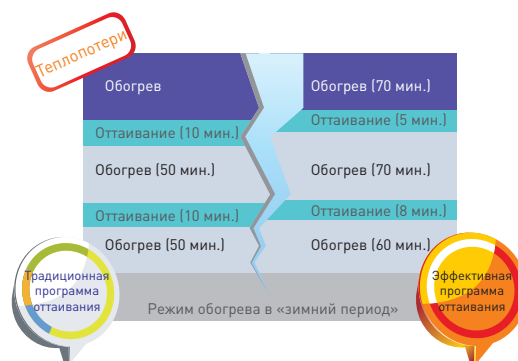 Теплопотери
Обогрев
Обогрев (70 мин.)
Оттаивание (10 мин.)
Оттаивание (5 мин.)
Обогрев (50 мин.)
Обогрев (70 мин.)
Оттаивание (10 мин.)
Оттаивание (8 мин.)
Обогрев (50 мин.)
Обогрев (60 мин.)
Традиционная
программа
оттаивания
Эффективная
программа
оттаивания
Режим обогрева в «зимний период»